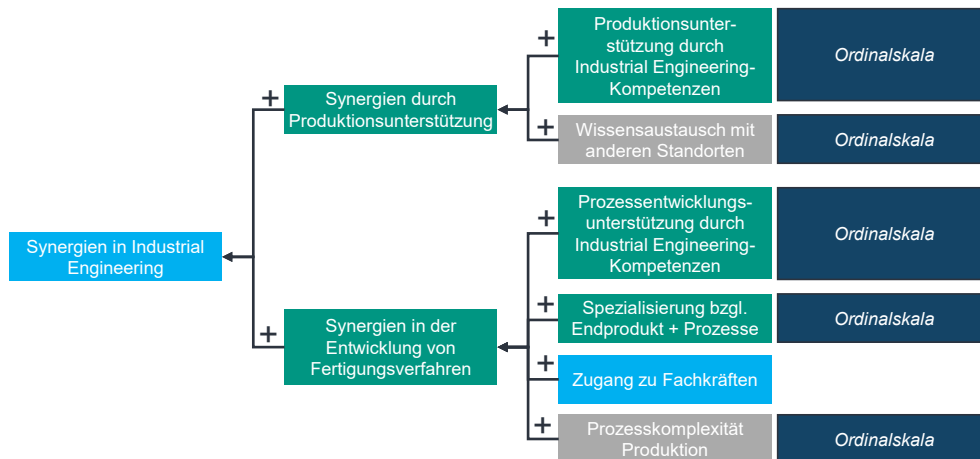 Synergien in Industrial
Engineering
+
Synergien durch
Produktionsunterstützung
+
Synergien in der
Entwicklung von
Fertigungsverfahren
+
Produktionsunter-
stützung durch
Industrial Engineering-
Kompetenzen
Ordinalskala
+
Wissensaustausch mit
anderen Standorten
Ordinalskala
+
Prozessentwicklungs-
unterstützung durch
Industrial Engineering-
Kompetenzen
Ordinalskala
+
Spezialisierung bzgl.
Endprodukt + Prozesse
Ordinalskala
+
Zugang zu Fachkräften
+
Prozesskomplexität
Produktion
Ordinalskala